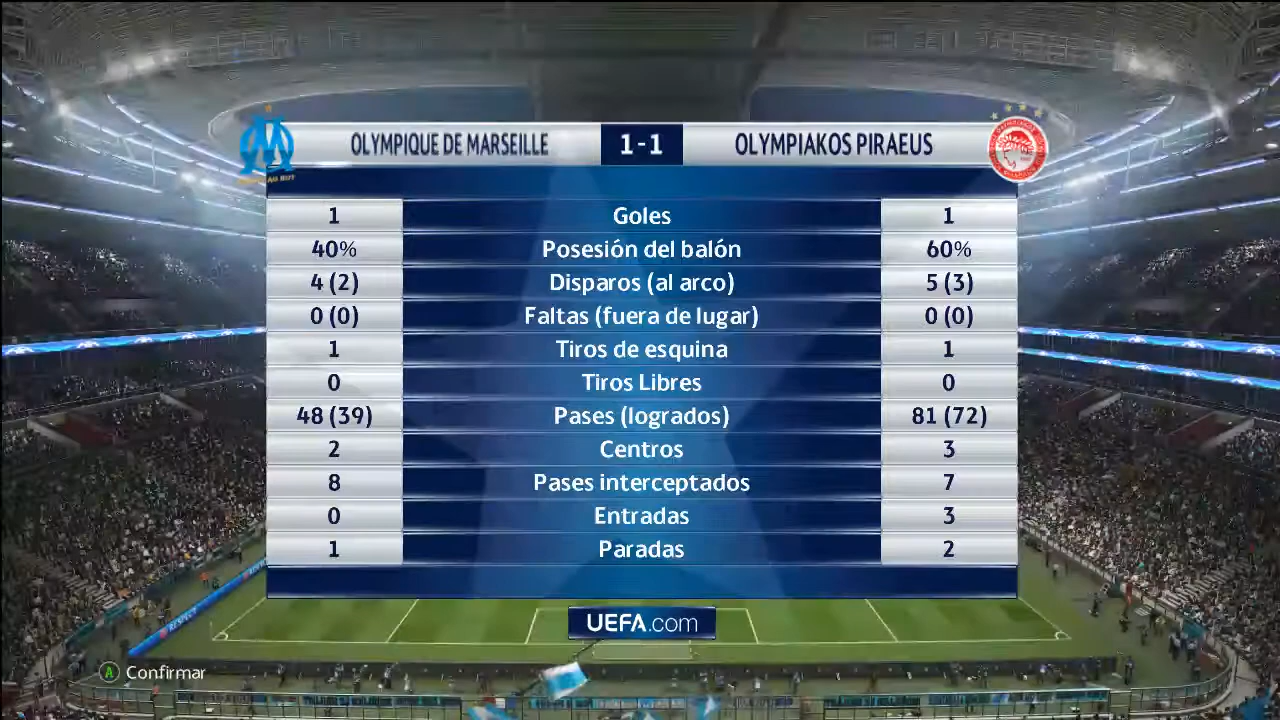 OLYMPIQUE DE MARSEILLE 1-1 OLYMPIAKOS PIRAEUS
1 Goles 1
40% Posesión del balón 60%
4 (2) Disparos (al arco) 5 (3)
0 (0) Faltas (fuera de lugar) 0 (0)
1 Tiros de esquina 1
0 Tiros Libres 0
48 (39) Pases (logrados) 81 (72)
2 Centros 3
8 Pases interceptados 7
0 Entradas 3
1 Paradas 2
UEFA.com
A Confirmar